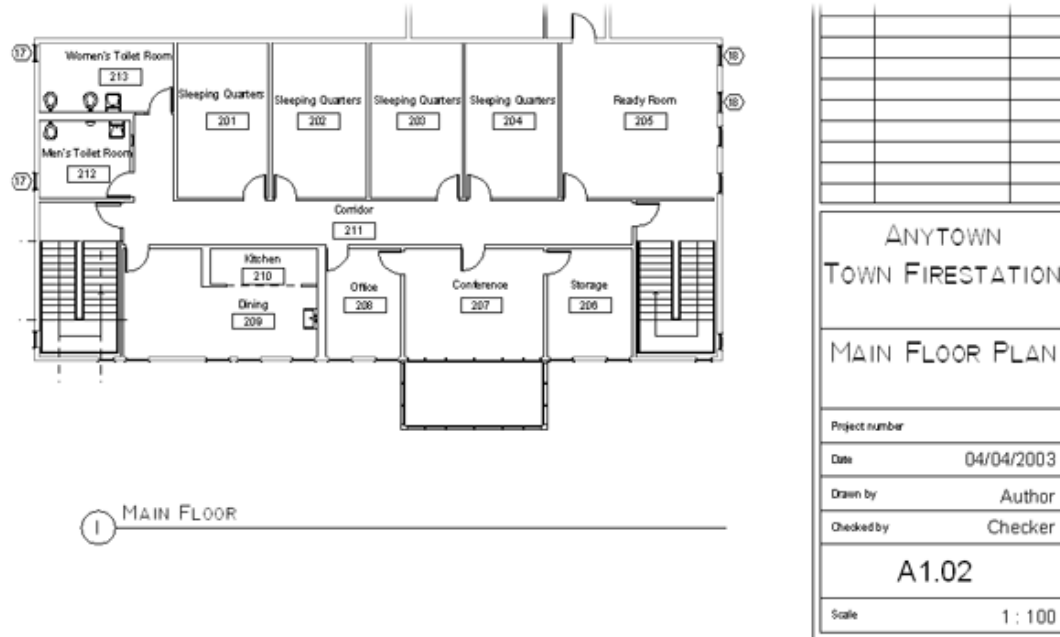 17
Women's Toilet Room
213
Sleeping Quarters
201
Sleeping Quarters
202
Sleeping Quarters
203
Sleeping Quarters
204
Ready Room
205
18
18
Men's Toilet Room
212
17
Corridor
211
Kitchen
210
Dining
209
Office
208
Conference
207
Storage
206
1
MAIN FLOOR
ANYTOWN
TOWN FIRESTATION
MAIN FLOOR PLAN
Project number
Date 04/04/2003
Drawn by Author
Checked by Checker
A1.02
Scale 1 : 100